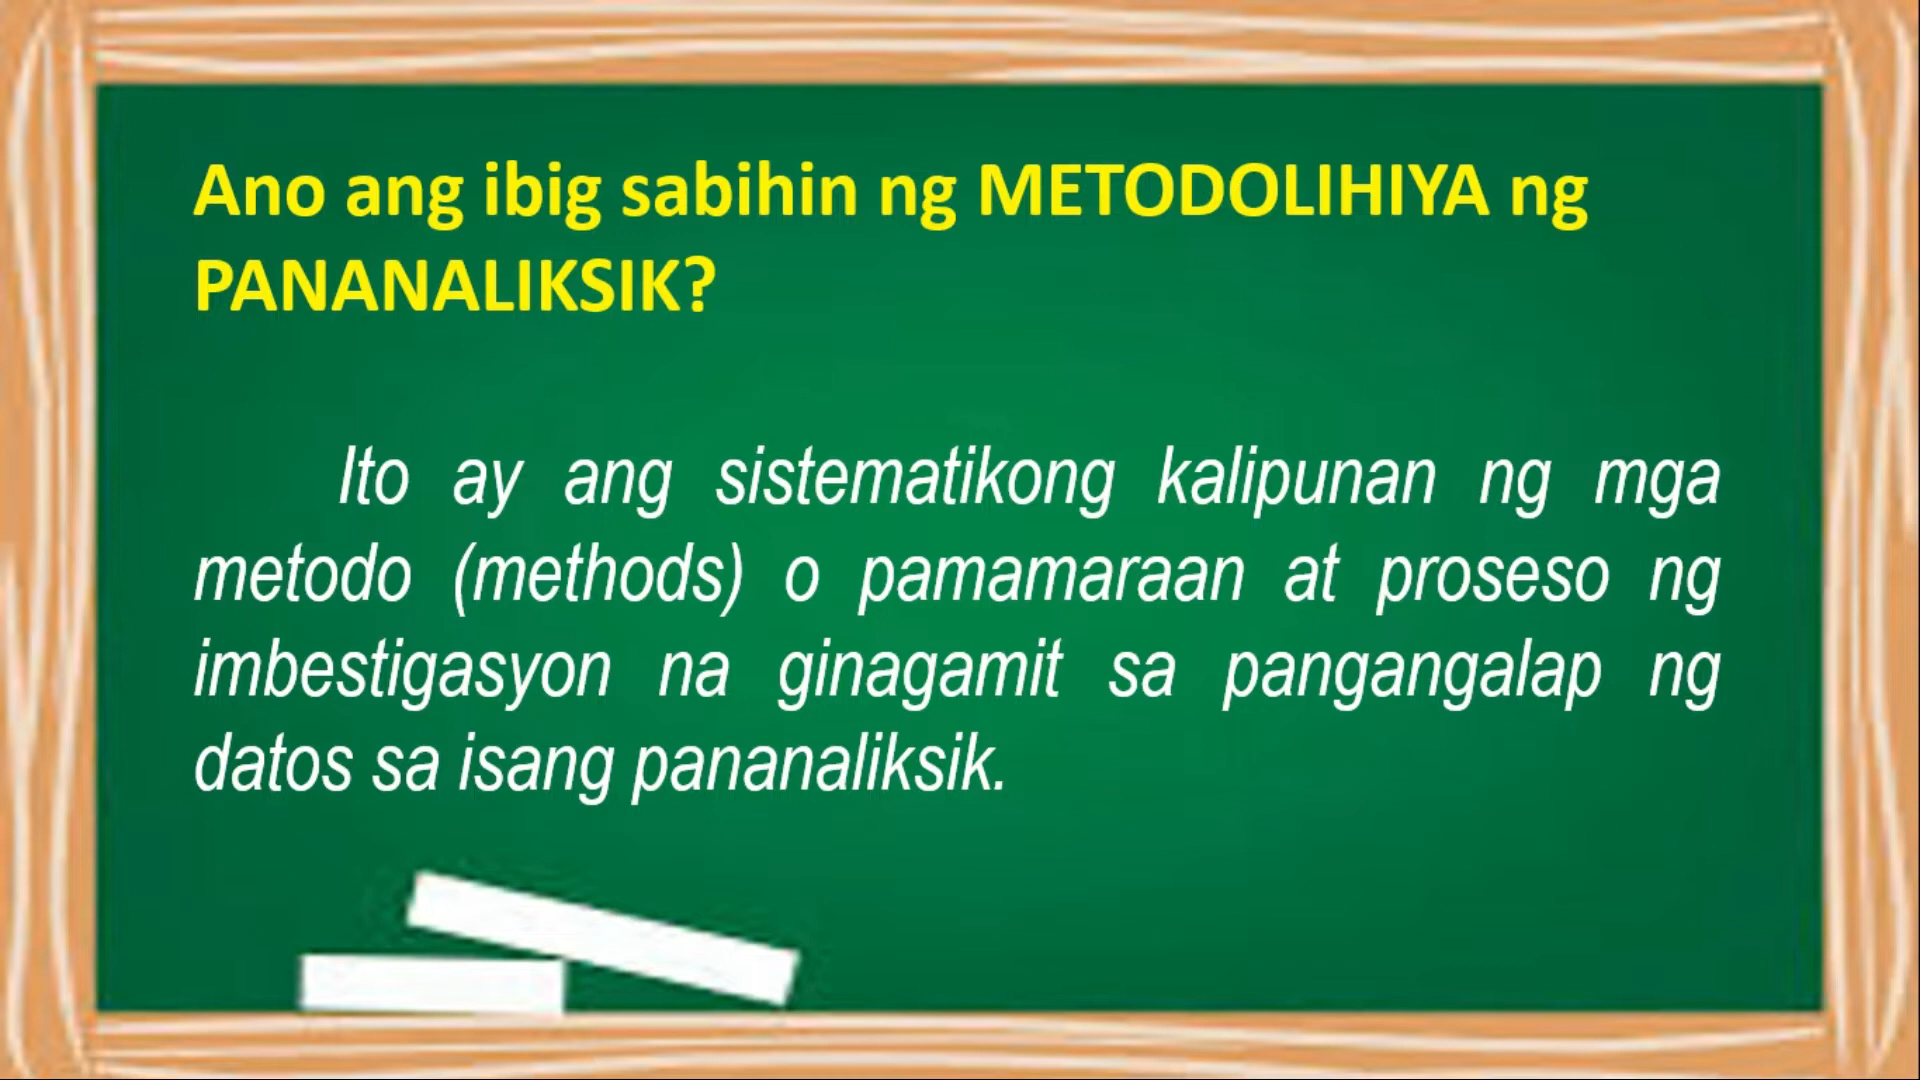 Ano ang ibig sabihin ng METODOLIHIYA ng
PANANALIKSIK?
Ito ay ang sistematikong kalipunan ng mga
metodo (methods) o pamamaraan at proseso ng
imbestigasyon na ginagamit sa pangangalap ng
datos sa isang pananaliksik.